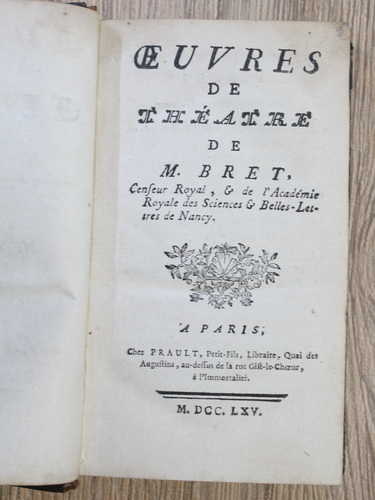 ŒUVRES
DE
THÉATRE
DE
M. BRET,
Cenſeur Royal, & de l'Académie
Royale des Sciences & Belles-Let-
tres de Nancy.
A PARIS,
Chez PRAULT, Petit-Fils, Libraire, Quai des
Auguſtins, au-deſſus de la rue Giſt-le-Cœur,
à l'Immortalité.
M. DCC. LXV.